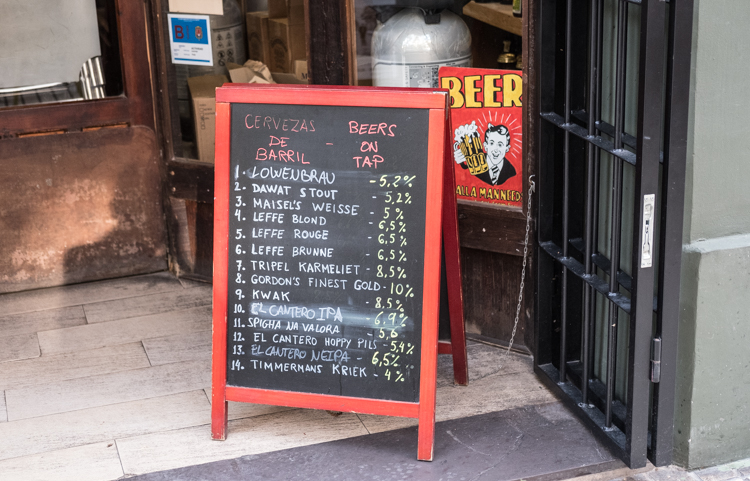 CERVEZAS DE BARRIL - BEERS ON TAP
1. LOWENBRAU - 5,2%
2. DAWAT STOUT - 5,2%
3. MAISEL'S WEISSE - 5%
4. LEFFE BLOND - 6,5%
5. LEFFE ROUGE - 6,5%
6. LEFFE BRUNNE - 6.5%
7. TRIPEL KARMELIET - 8,5%
8. GORDON'S FINEST GOLD - 10%
9. KWAK - 8,5%
10. EL CANTERO IPA - 6,9%
11. SPIGHA NA VALORA - 5,6
12. EL CANTERO HOPPY PILS - 5,4%
13. EL CANTERO NEIPA - 6,5%
14. TIMMERMANS KRIEK - 4%
BEER
ALL A MAN NEED
B